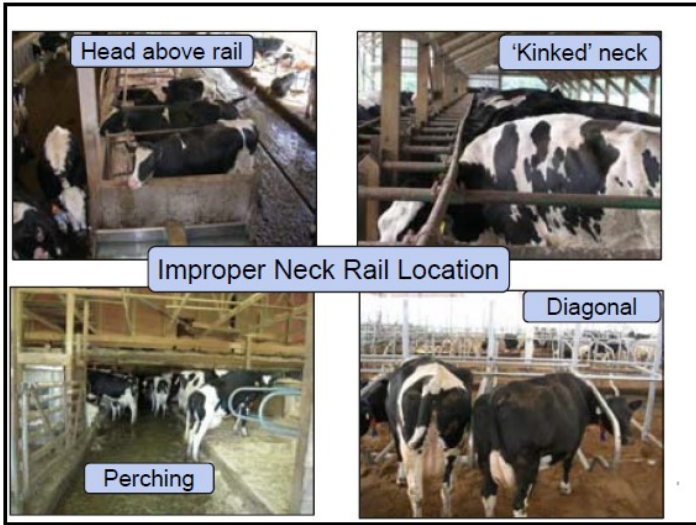 Head above rail
‘Kinked’ neck
Improper Neck Rail Location
Perching
Diagonal